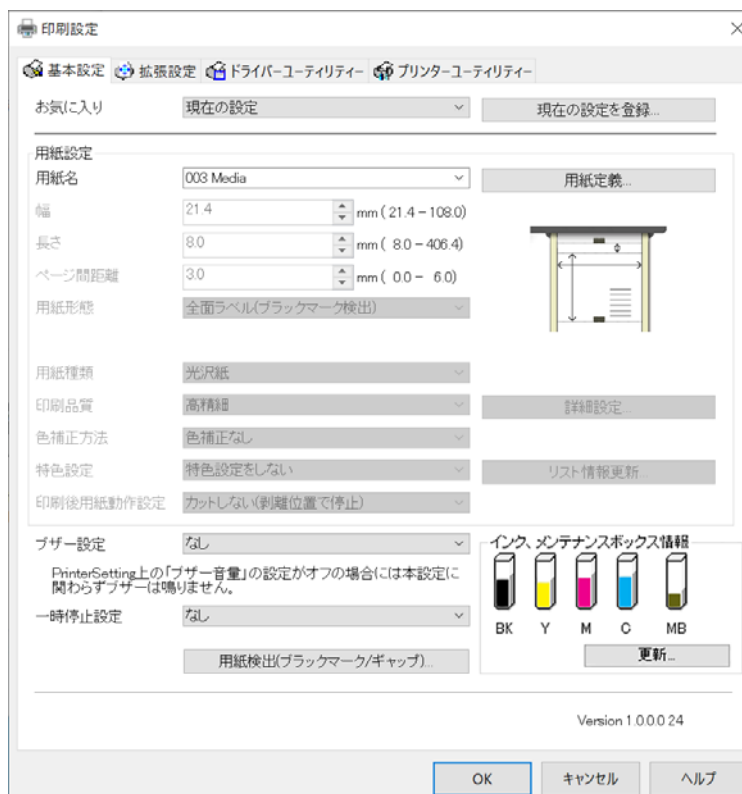 印刷設定
基本設定 拡張設定 ドライバーユーティリティー プリンターユーティリティー
お気に入り 現在の設定 現在の設定を登録...
用紙設定
用紙名 003 Media 用紙定義...
幅 21.4 mm ( 21.4 - 108.0)
長さ 8.0 mm ( 8.0 - 406.4)
ページ間距離 3.0 mm ( 0.0 - 6.0)
用紙形態 全面ラベル(ブラックマーク検出)
用紙種類 光沢紙
印刷品質 高精細 詳細設定...
色補正方法 色補正なし
特色設定 特色設定をしない リスト情報更新...
印刷後用紙動作設定 カットしない(剥離位置で停止)
ブザー設定 なし
PrinterSetting上の「ブザー音量」の設定がオフの場合には本設定に
関わらずブザーは鳴りません。
一時停止設定 なし
用紙検出(ブラックマーク/ギャップ)...
インク、メンテナンスボックス情報
BK Y M C MB
更新...
Version 1.0.0.0 24
OK キャンセル ヘルプ